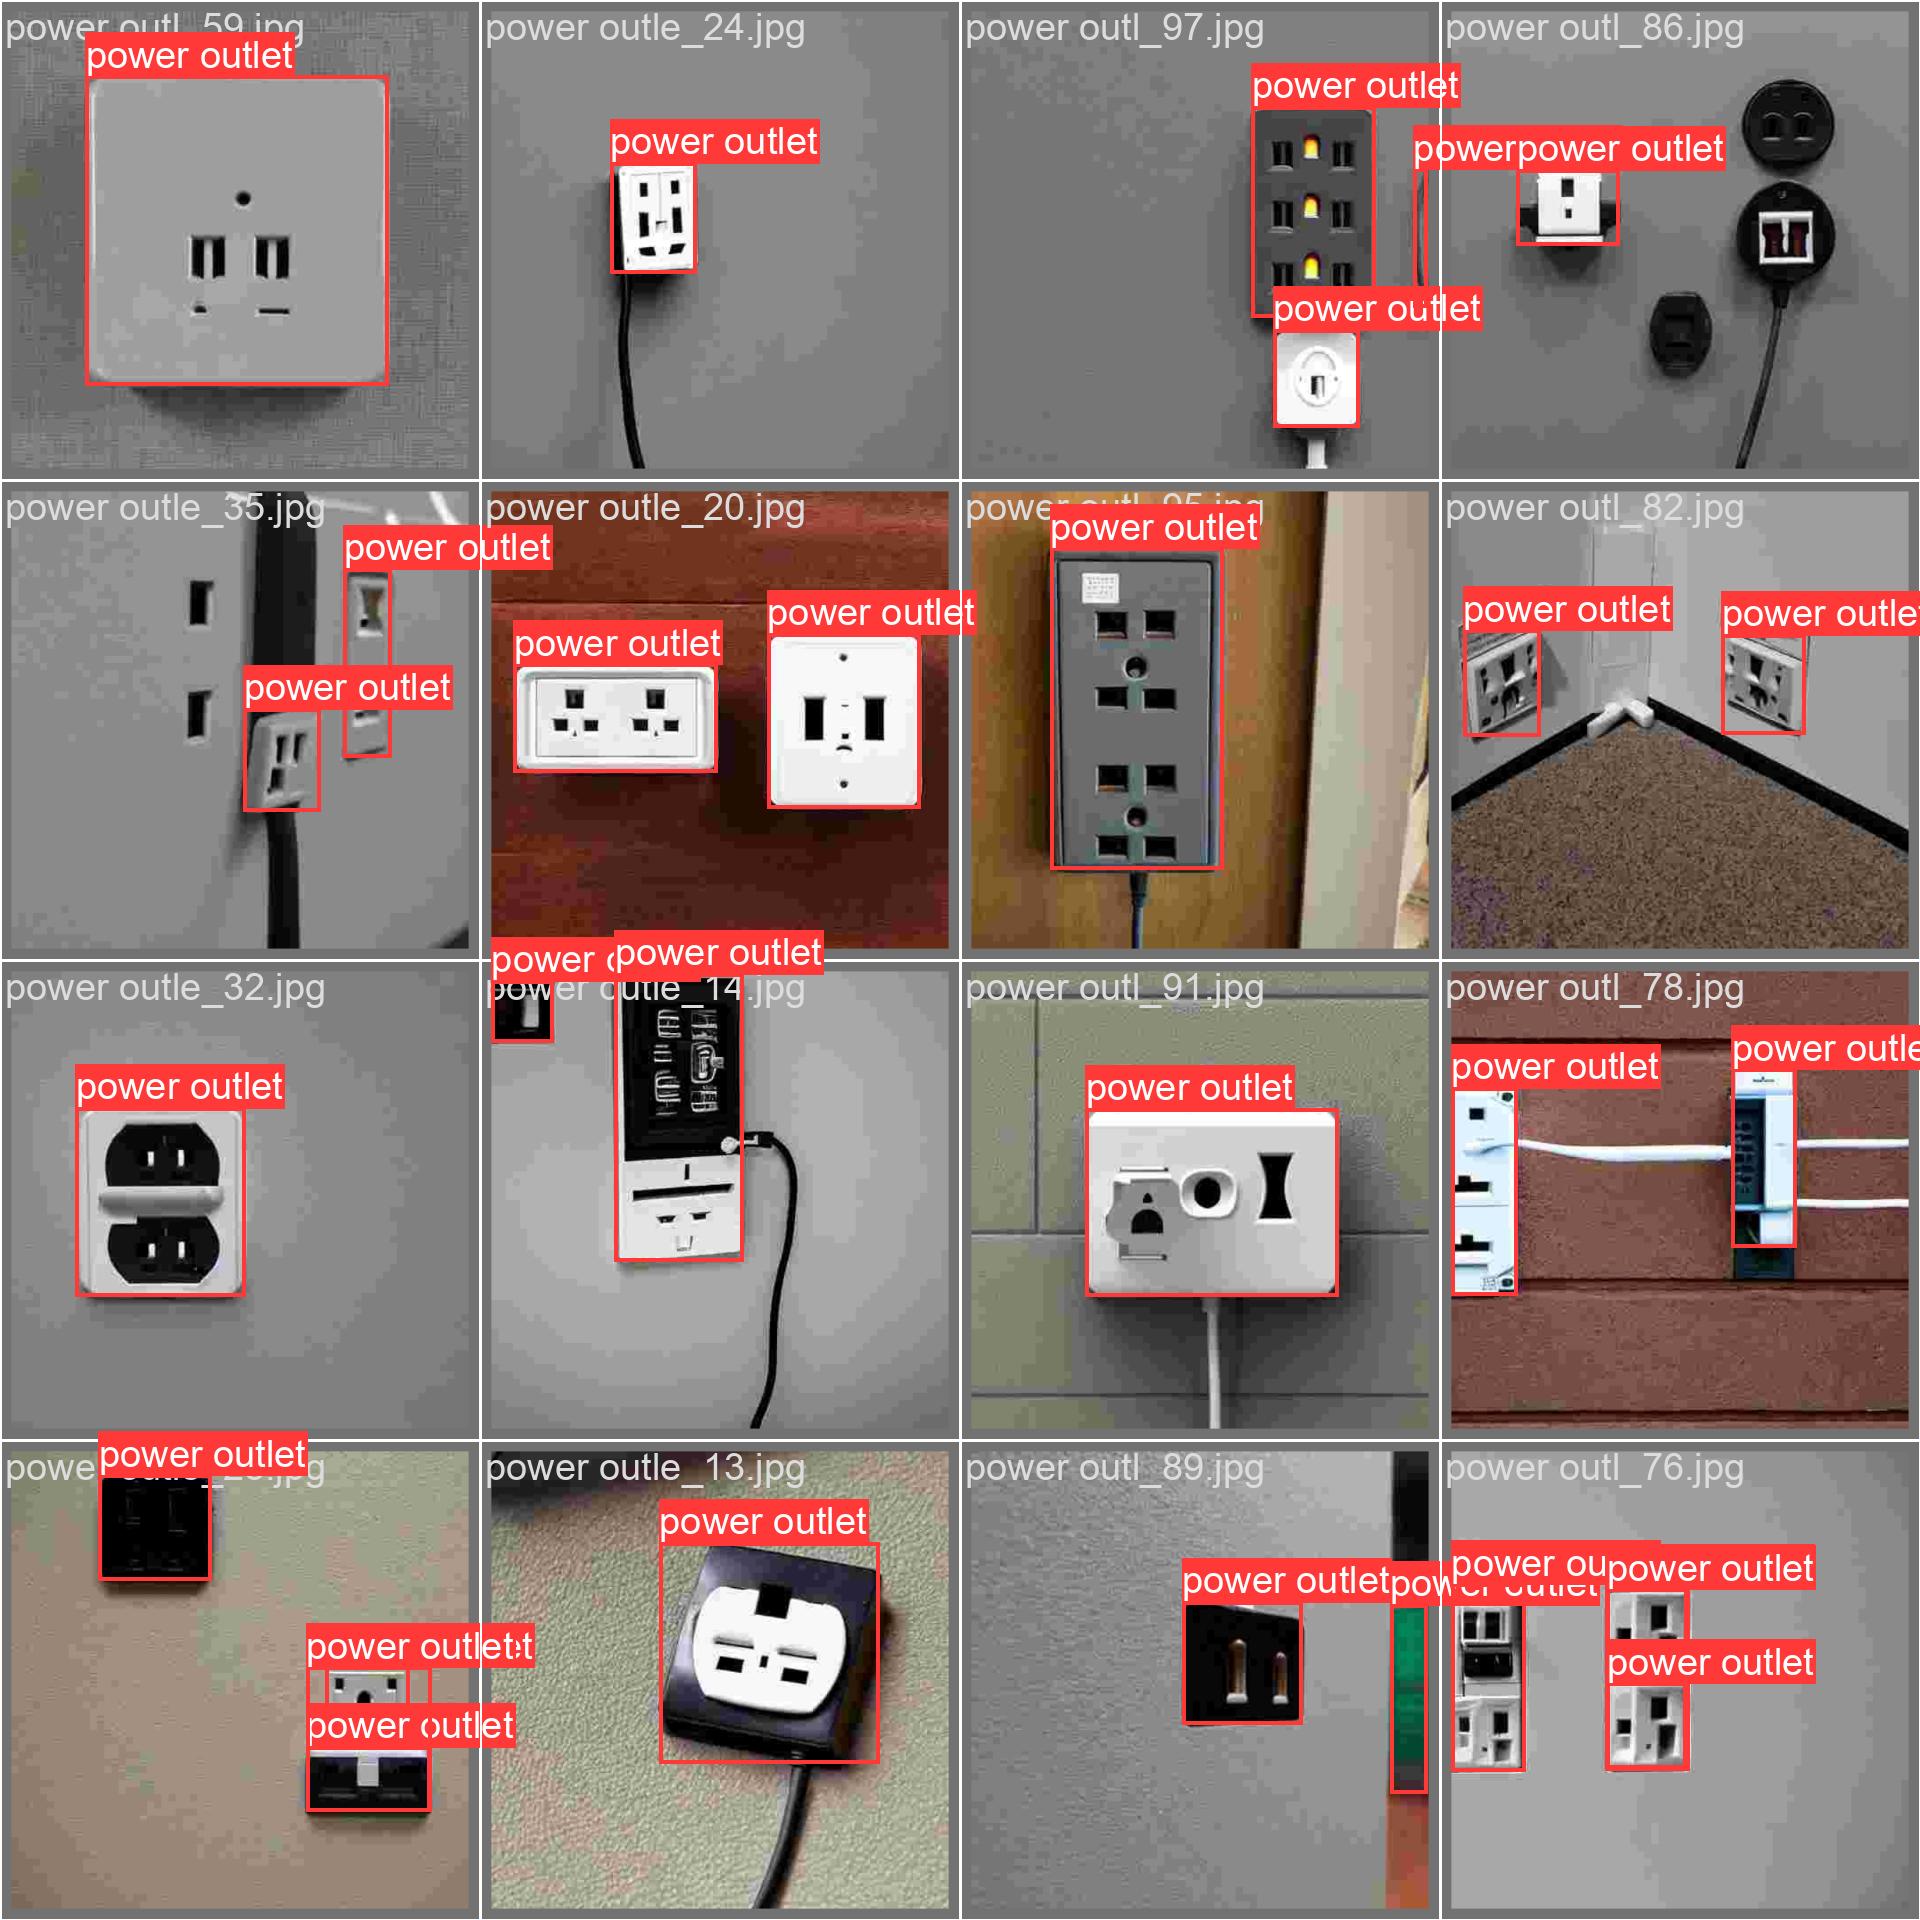 power outl_59.jpg
power outlet
power outle_24.jpg
power outlet
power outl_97.jpg
power outlet
power outlet
power outl_86.jpg
power
power outlet
power outle_35.jpg
power outlet
power outlet
power outle_20.jpg
power outlet
power outlet
power outl_95.jpg
power outlet
power outl_82.jpg
power outlet
power outlet
power outle_32.jpg
power outlet
power outle_14.jpg
power o
power outlet
power outl_91.jpg
power outlet
power outl_78.jpg
power outlet
power outle
power outlet
power outlet
power outlet
power outle_13.jpg
power outlet
power outl_89.jpg
power outlet
pow
power outl_76.jpg
power ou
outlet
power outlet
power outlet